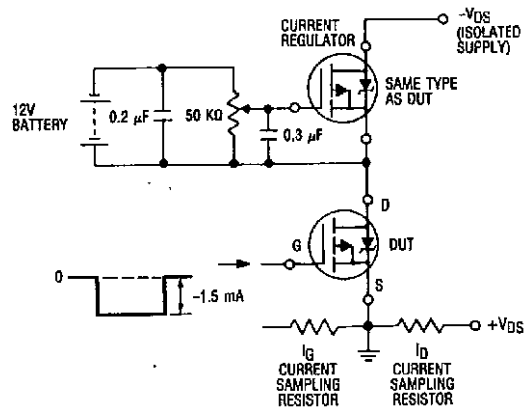 CURRENT
REGULATOR
-VDS
(ISOLATED
SUPPLY)
SAME TYPE
AS DUT
12V
BATTERY
0.2 µF
50 KΩ
0.3 µF
D
G
DUT
S
0
-1.5 mA
+VDS
IG
CURRENT
SAMPLING
RESISTOR
ID
CURRENT
SAMPLING
RESISTOR